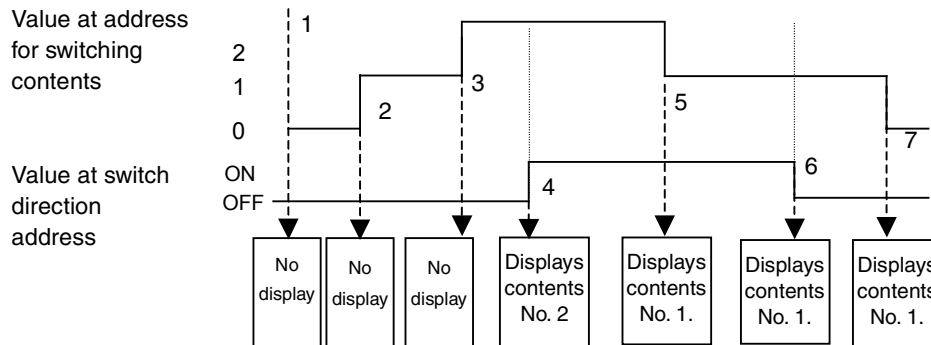 Value at address
for switching
contents
2
1
0
1
2
3
5
7
Value at switch
direction
address
ON
OFF
4
6
No
display
No
display
No
display
Displays
contents
No. 2
Displays
contents
No. 1.
Displays
contents
No. 1.
Displays
contents
No. 1.